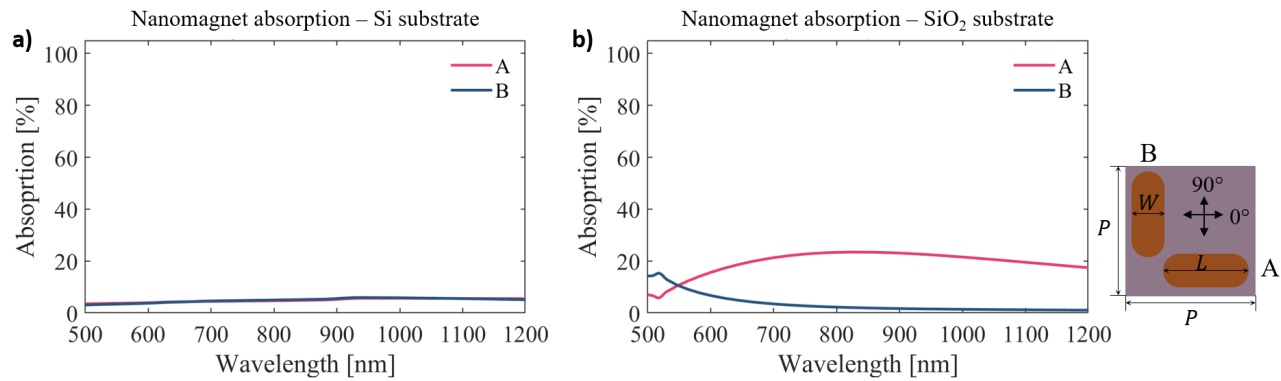 Nanomagnet absorption – Si substrate
a)
100
80
60
40
20
0
Absoprtion [%]
A
B
500 600 700 800 900 1000 1100 1200
Wavelength [nm]
Nanomagnet absorption – SiO₂ substrate
b)
100
80
60
40
20
0
Absoprtion [%]
A
B
500 600 700 800 900 1000 1100 1200
Wavelength [nm]
B
90°
W
0°
P
L
A
P